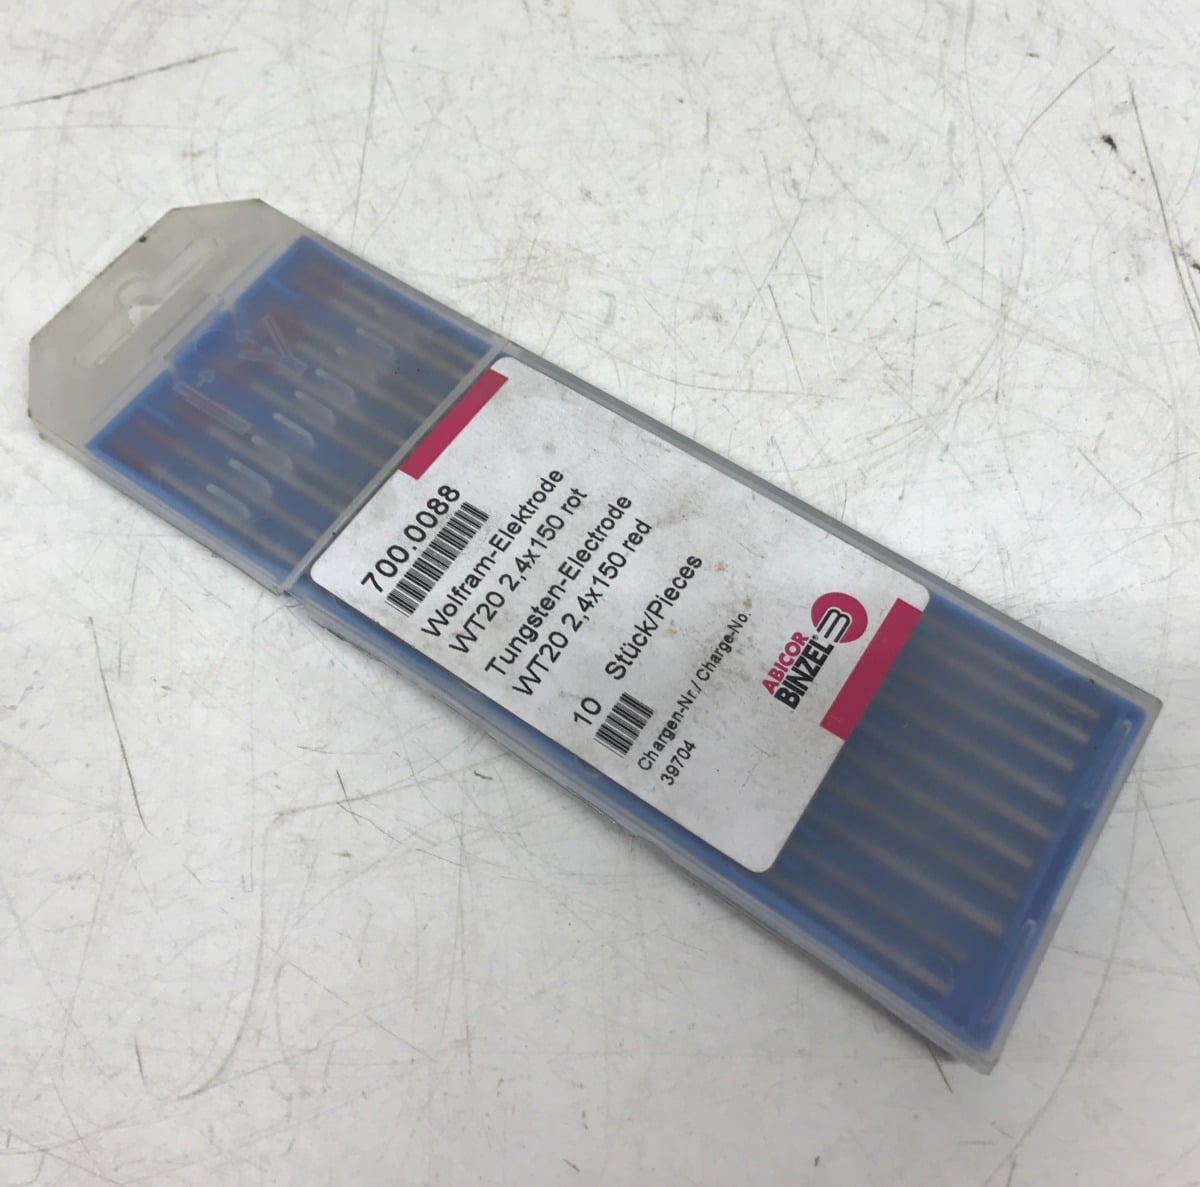 700.0088
Wolfram-Elektrode
WT20 2,4x150 rot
Tungsten-Electrode
WT20 2,4x150 red
10 Stück/Pieces
Chargen-Nr./ Charge-No.
39704
ABICOR
BINZEL